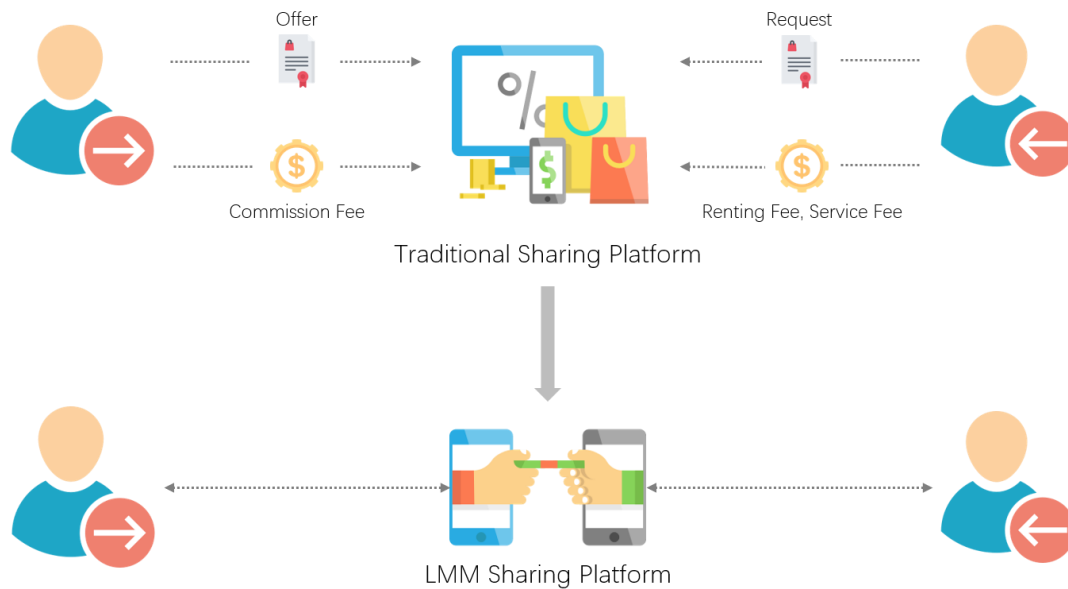 Offer
Request
%
$
$
$
Commission Fee
Renting Fee, Service Fee
Traditional Sharing Platform
LMM Sharing Platform